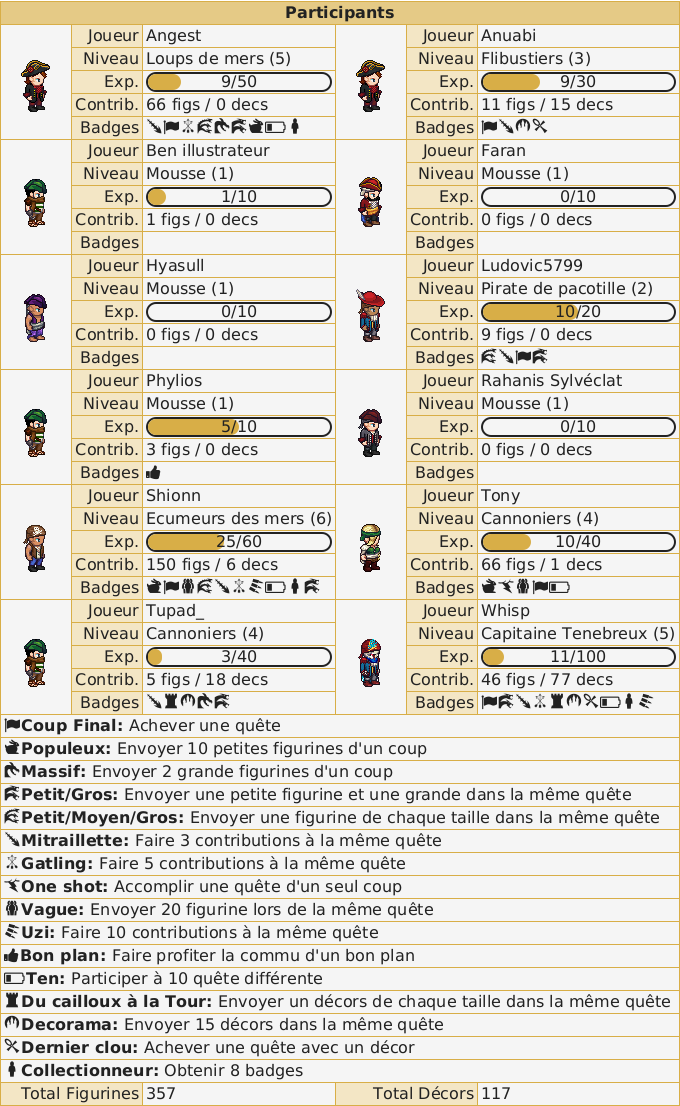 Participants
Joueur Angest
Niveau Loups de mers (5)
Exp. 9/50
Contrib. 66 figs / 0 decs
Badges
Joueur Anuabi
Niveau Flibustiers (3)
Exp. 9/30
Contrib. 11 figs / 15 decs
Badges
Joueur Ben illustrateur
Niveau Mousse (1)
Exp. 1/10
Contrib. 1 figs / 0 decs
Badges
Joueur Faran
Niveau Mousse (1)
Exp. 0/10
Contrib. 0 figs / 0 decs
Badges
Joueur Hyasull
Niveau Mousse (1)
Exp. 0/10
Contrib. 0 figs / 0 decs
Badges
Joueur Ludovic5799
Niveau Pirate de pacotille (2)
Exp. 10/20
Contrib. 9 figs / 0 decs
Badges
Joueur Phylios
Niveau Mousse (1)
Exp. 5/10
Contrib. 3 figs / 0 decs
Badges
Joueur Rahanis Sylvéclat
Niveau Mousse (1)
Exp. 0/10
Contrib. 0 figs / 0 decs
Badges
Joueur Shionn
Niveau Ecumeurs des mers (6)
Exp. 25/60
Contrib. 150 figs / 6 decs
Badges
Joueur Tony
Niveau Cannoniers (4)
Exp. 10/40
Contrib. 66 figs / 1 decs
Badges
Joueur Tupad_
Niveau Cannoniers (4)
Exp. 3/40
Contrib. 5 figs / 18 decs
Badges
Joueur Whisp
Niveau Capitaine Tenebreux (5)
Exp. 11/100
Contrib. 46 figs / 77 decs
Badges
Coup Final: Achever une quête
Populeux: Envoyer 10 petites figurines d'un coup
Massif: Envoyer 2 grande figurines d'un coup
Petit/Gros: Envoyer une petite figurine et une grande dans la même quête
Petit/Moyen/Gros: Envoyer une figurine de chaque taille dans la même quête
Mitraillette: Faire 3 contributions à la même quête
Gatling: Faire 5 contributions à la même quête
One shot: Accomplir une quête d'un seul coup
Vague: Envoyer 20 figurine lors de la même quête
Uzi: Faire 10 contributions à la même quête
Bon plan: Faire profiter la commu d'un bon plan
Ten: Participer à 10 quête différente
Du cailloux à la Tour: Envoyer un décors de chaque taille dans la même quête
Decorama: Envoyer 15 décors dans la même quête
Dernier clou: Achever une quête avec un décor
Collectionneur: Obtenir 8 badges
Total Figurines 357 Total Décors 117